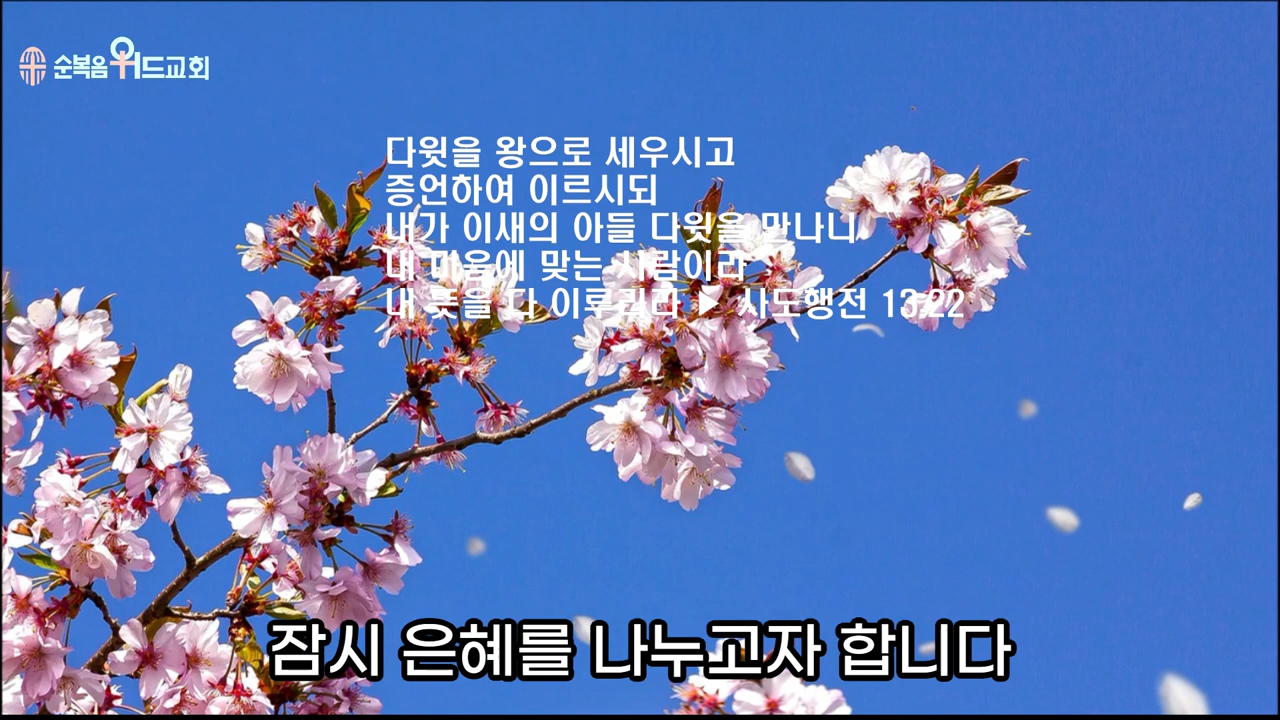 순복음위드교회
다윗을 왕으로 세우시고
증언하여 이르시되
내가 이새의 아들 다윗을 만나니
내 마음에 맞는 사람이라
내 뜻을 다 이루리라 ▶ 사도행전 13:22
잠시 은혜를 나누고자 합니다